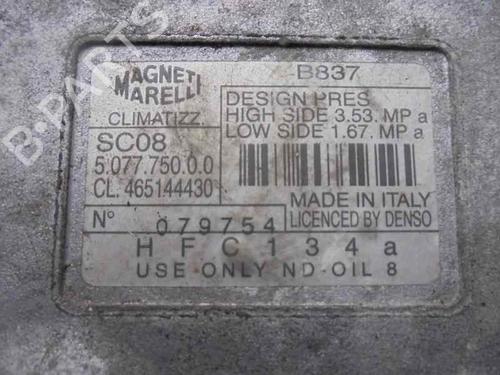 B-PARTS
B837
MAGNETI
MARELLI
CLIMATIZZ.
DESIGN PRES
HIGH SIDE 3.53. MP a
LOW SIDE 1.67. MP a
SC08
5.077.750.0.0
CL. 465144430
MADE IN ITALY
N° 079754 LICENCED BY DENSO
HFC134a
USE ONLY ND-OIL 8